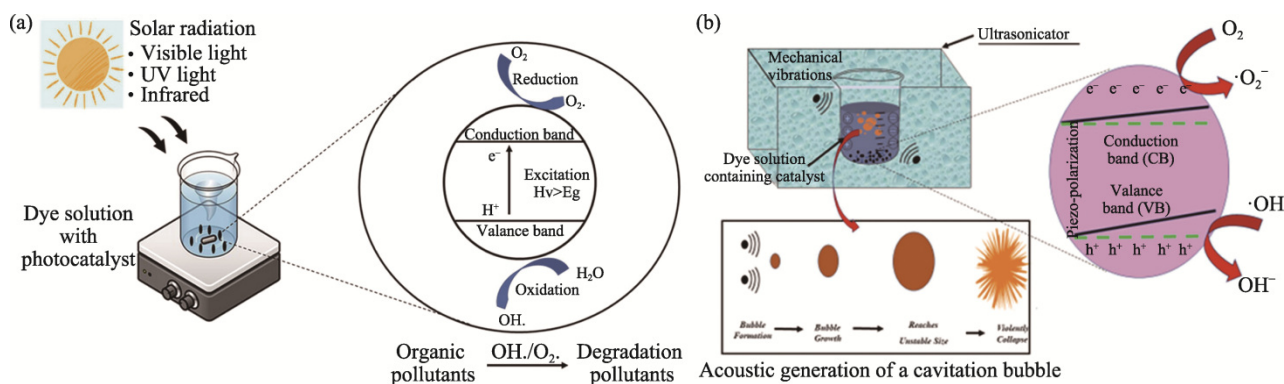 (a)
Solar radiation
· Visible light
· UV light
· Infrared
Dye solution
with
photocatalyst
O₂
Reduction
O₂.
Conduction band
e⁻
Excitation
Hv>Eg
H⁺
Valance band
H₂O
Oxidation
OH.
Organic
pollutants
OH./O₂.
Degradation
pollutants
(b)
Ultrasonicator
Mechanical
vibrations
Dye solution
containing catalyst
O₂
·O₂⁻
e⁻ e⁻ e⁻ e⁻ e⁻
Piezo-polarization
Conduction
band (CB)
Valance
band (VB)
h⁺ h⁺ h⁺ h⁺ h⁺
·OH
OH⁻
Bubble
Formation
Bubble
Growth
Reaches
Unstable Size
Violently
Collapse
Acoustic generation of a cavitation bubble